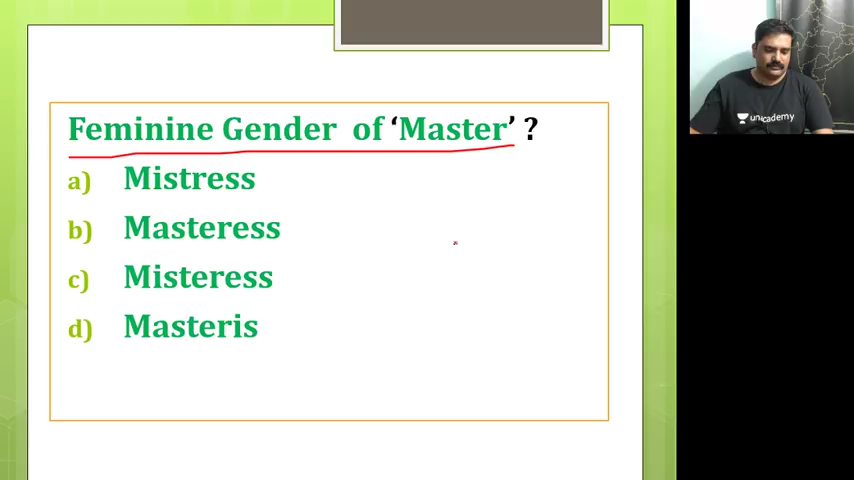 Feminine Gender of ‘Master’ ?
a) Mistress
b) Masteress
c) Misteress
d) Masteris
unacademy